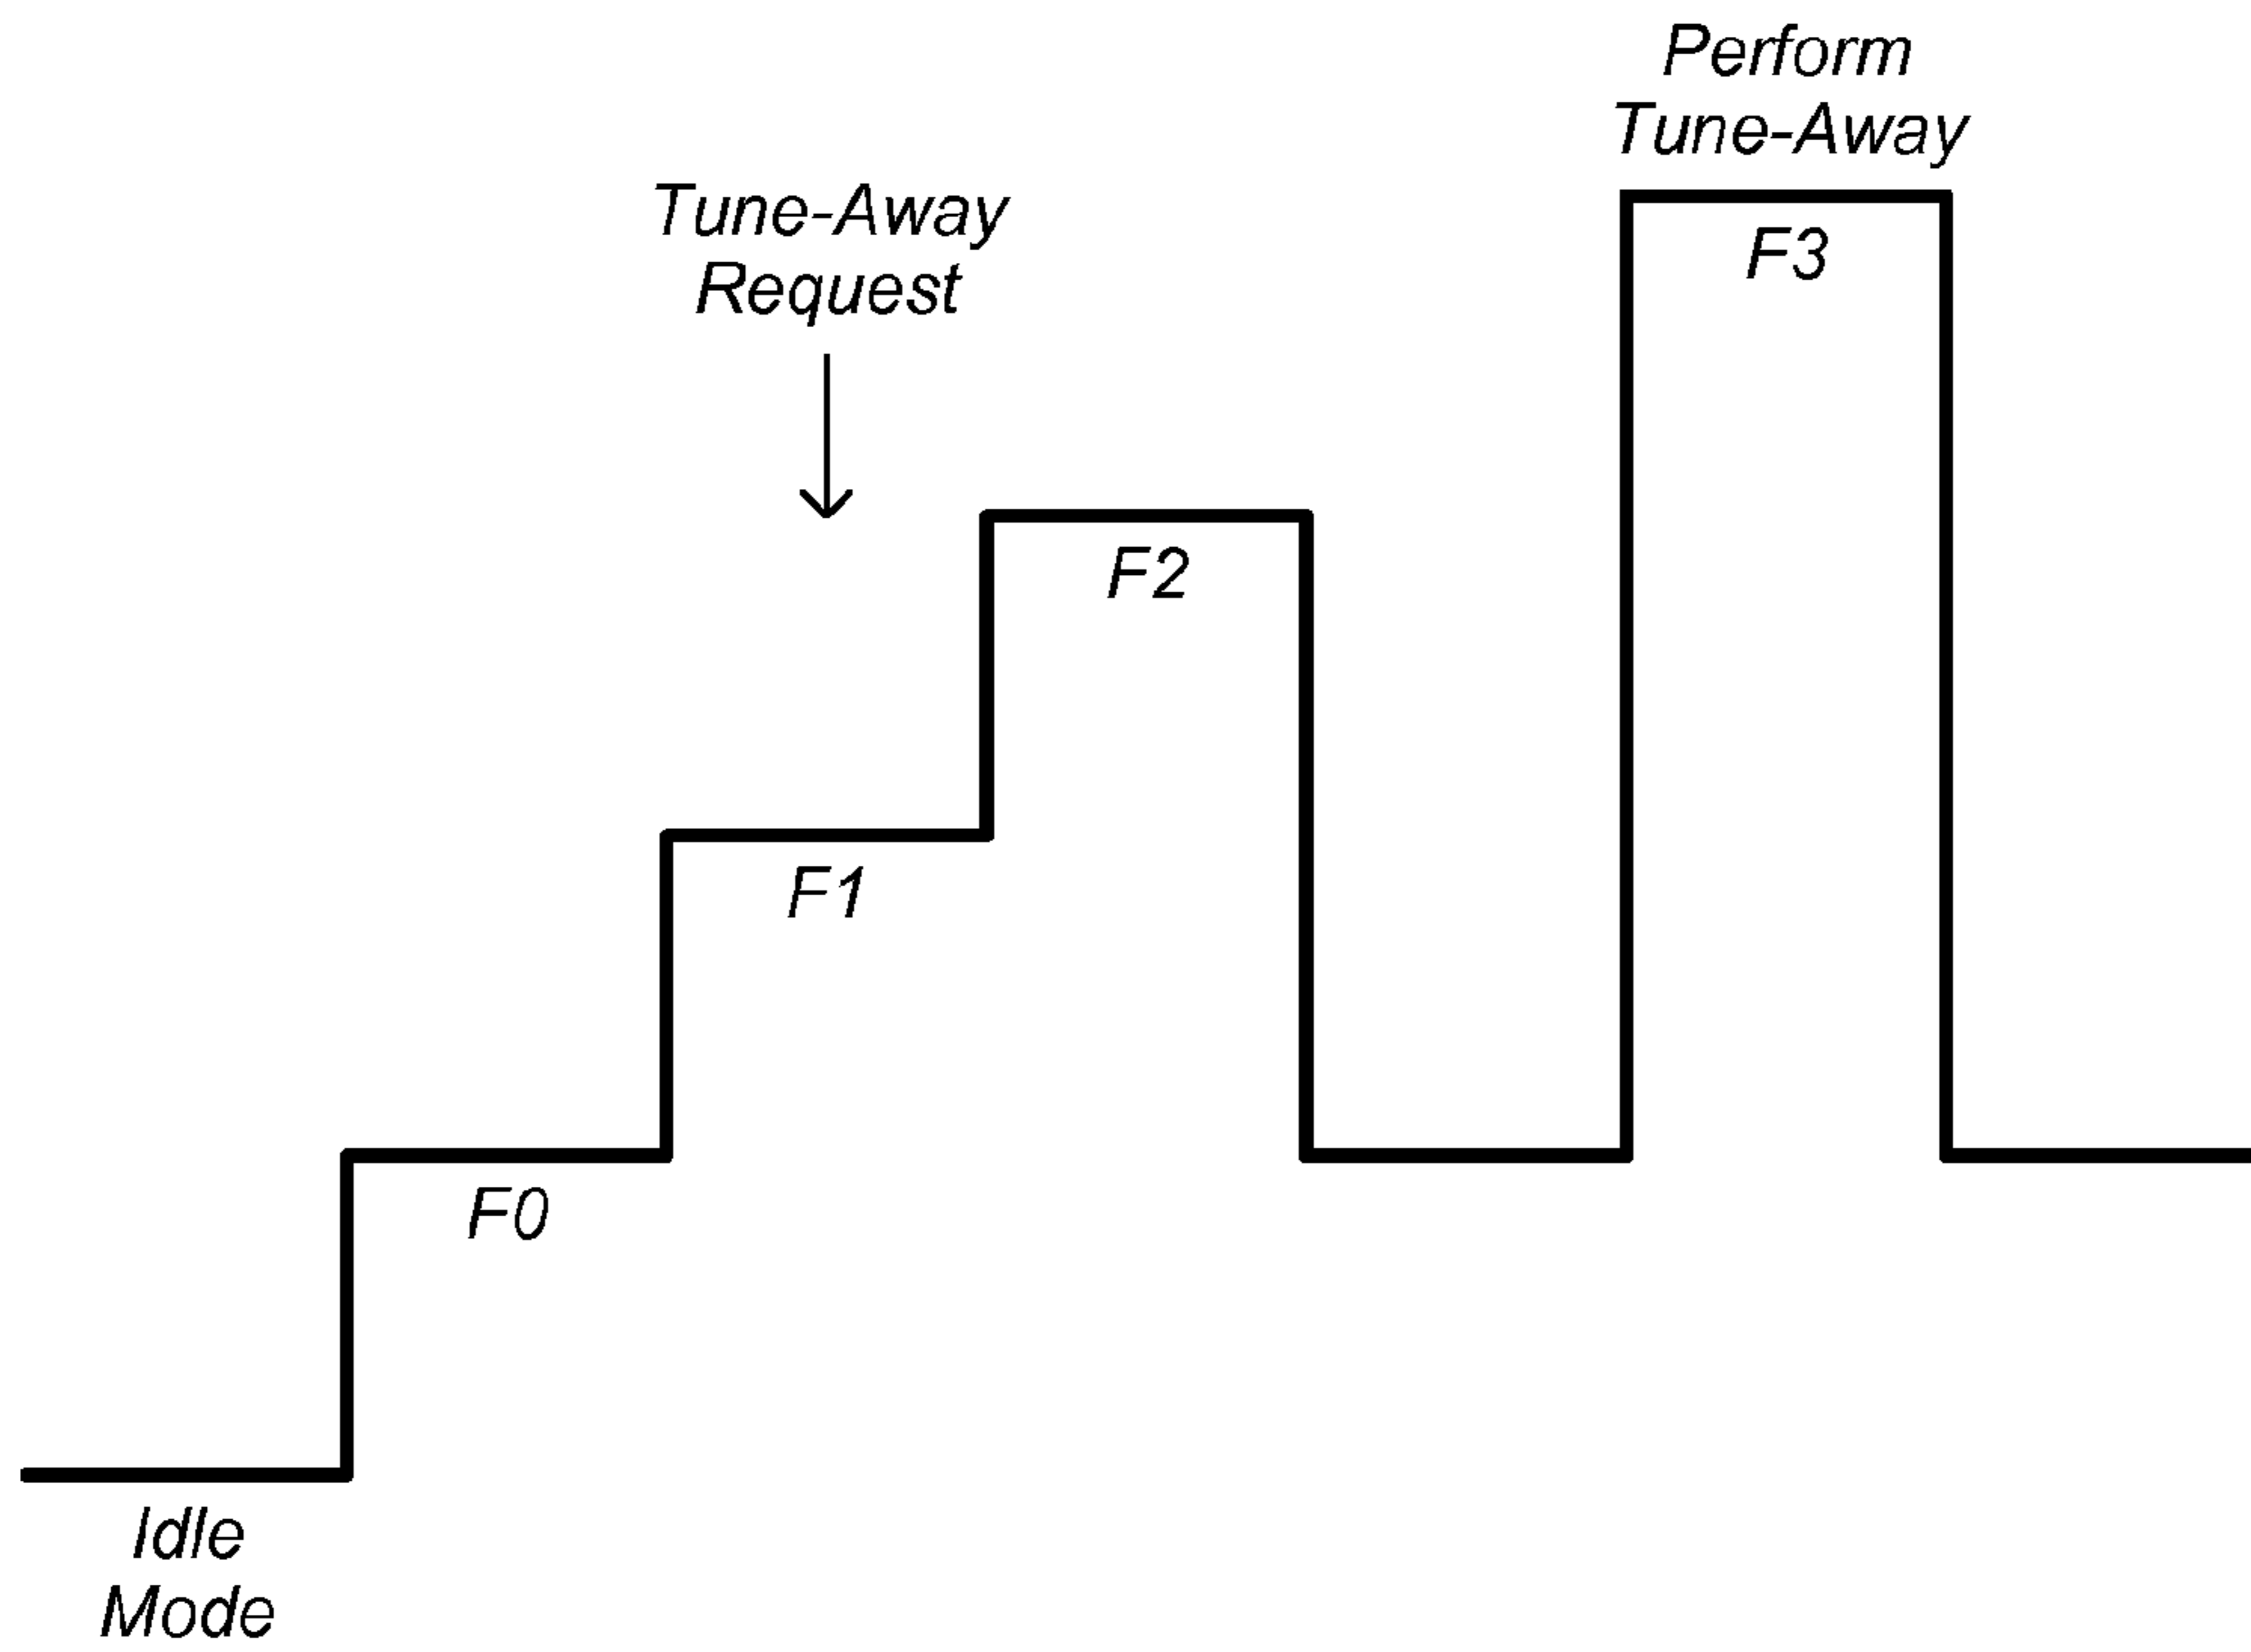 Perform
Tune-Away
F3
Tune-Away
Request
F2
F1
F0
Idle
Mode